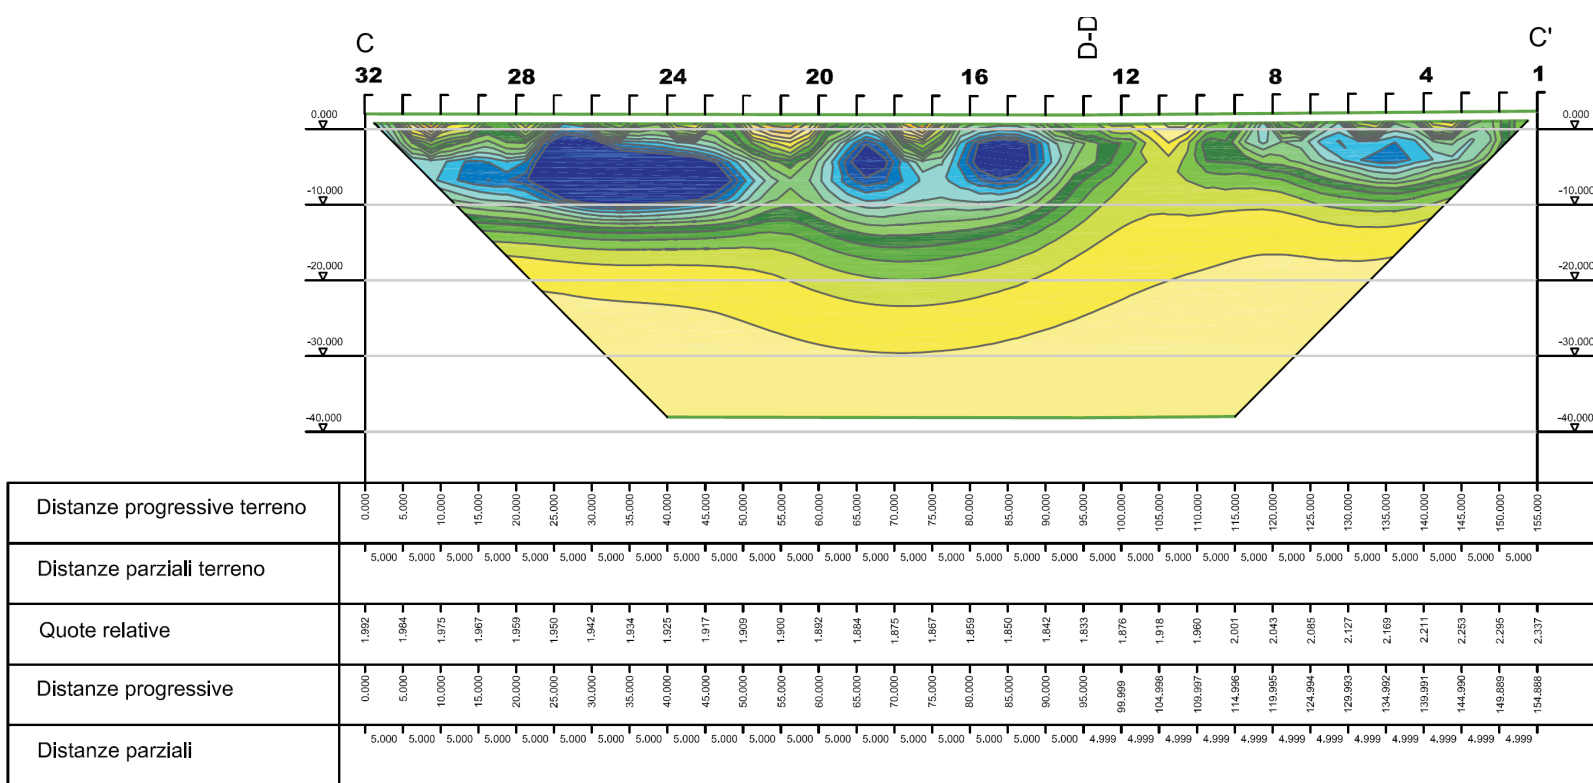 C D-D C'
32 28 24 20 16 12 8 4 1
0.000 0.000
-10.000 -10.000
-20.000 -20.000
-30.000 -30.000
-40.000 -40.000
Distanze progressive terreno 0.000 5.000 10.000 15.000 20.000 25.000 30.000 35.000 40.000 45.000 50.000 55.000 60.000 65.000 70.000 75.000 80.000 85.000 90.000 95.000 100.000 105.000 110.000 115.000 120.000 125.000 130.000 135.000 140.000 145.000 150.000 155.000
Distanze parziali terreno 5.000 5.000 5.000 5.000 5.000 5.000 5.000 5.000 5.000 5.000 5.000 5.000 5.000 5.000 5.000 5.000 5.000 5.000 5.000 5.000 5.000 5.000 5.000 5.000 5.000 5.000 5.000 5.000 5.000 5.000 5.000
Quote relative 1.992 1.984 1.975 1.967 1.959 1.950 1.942 1.934 1.925 1.917 1.909 1.900 1.892 1.884 1.875 1.867 1.859 1.850 1.842 1.833 1.876 1.918 1.960 2.001 2.043 2.085 2.127 2.169 2.211 2.253 2.295 2.337
Distanze progressive 0.000 5.000 10.000 15.000 20.000 25.000 30.000 35.000 40.000 45.000 50.000 55.000 60.000 65.000 70.000 75.000 80.000 85.000 90.000 95.000 99.999 104.998 109.997 114.996 119.995 124.994 129.993 134.992 139.991 144.990 149.889 154.888
Distanze parziali 5.000 5.000 5.000 5.000 5.000 5.000 5.000 5.000 5.000 5.000 5.000 5.000 5.000 5.000 5.000 5.000 5.000 5.000 5.000 4.999 4.999 4.999 4.999 4.999 4.999 4.999 4.999 4.999 4.999 4.999 4.999